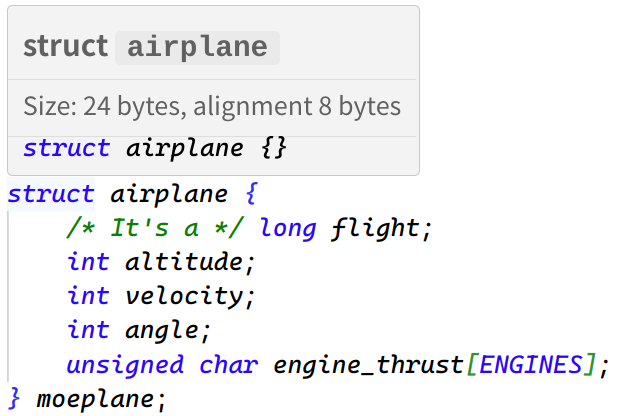 struct airplane
Size: 24 bytes, alignment 8 bytes
struct airplane {}
struct airplane {
/* It's a */ long flight;
int altitude;
int velocity;
int angle;
unsigned char engine_thrust[ENGINES];
} moeplane;